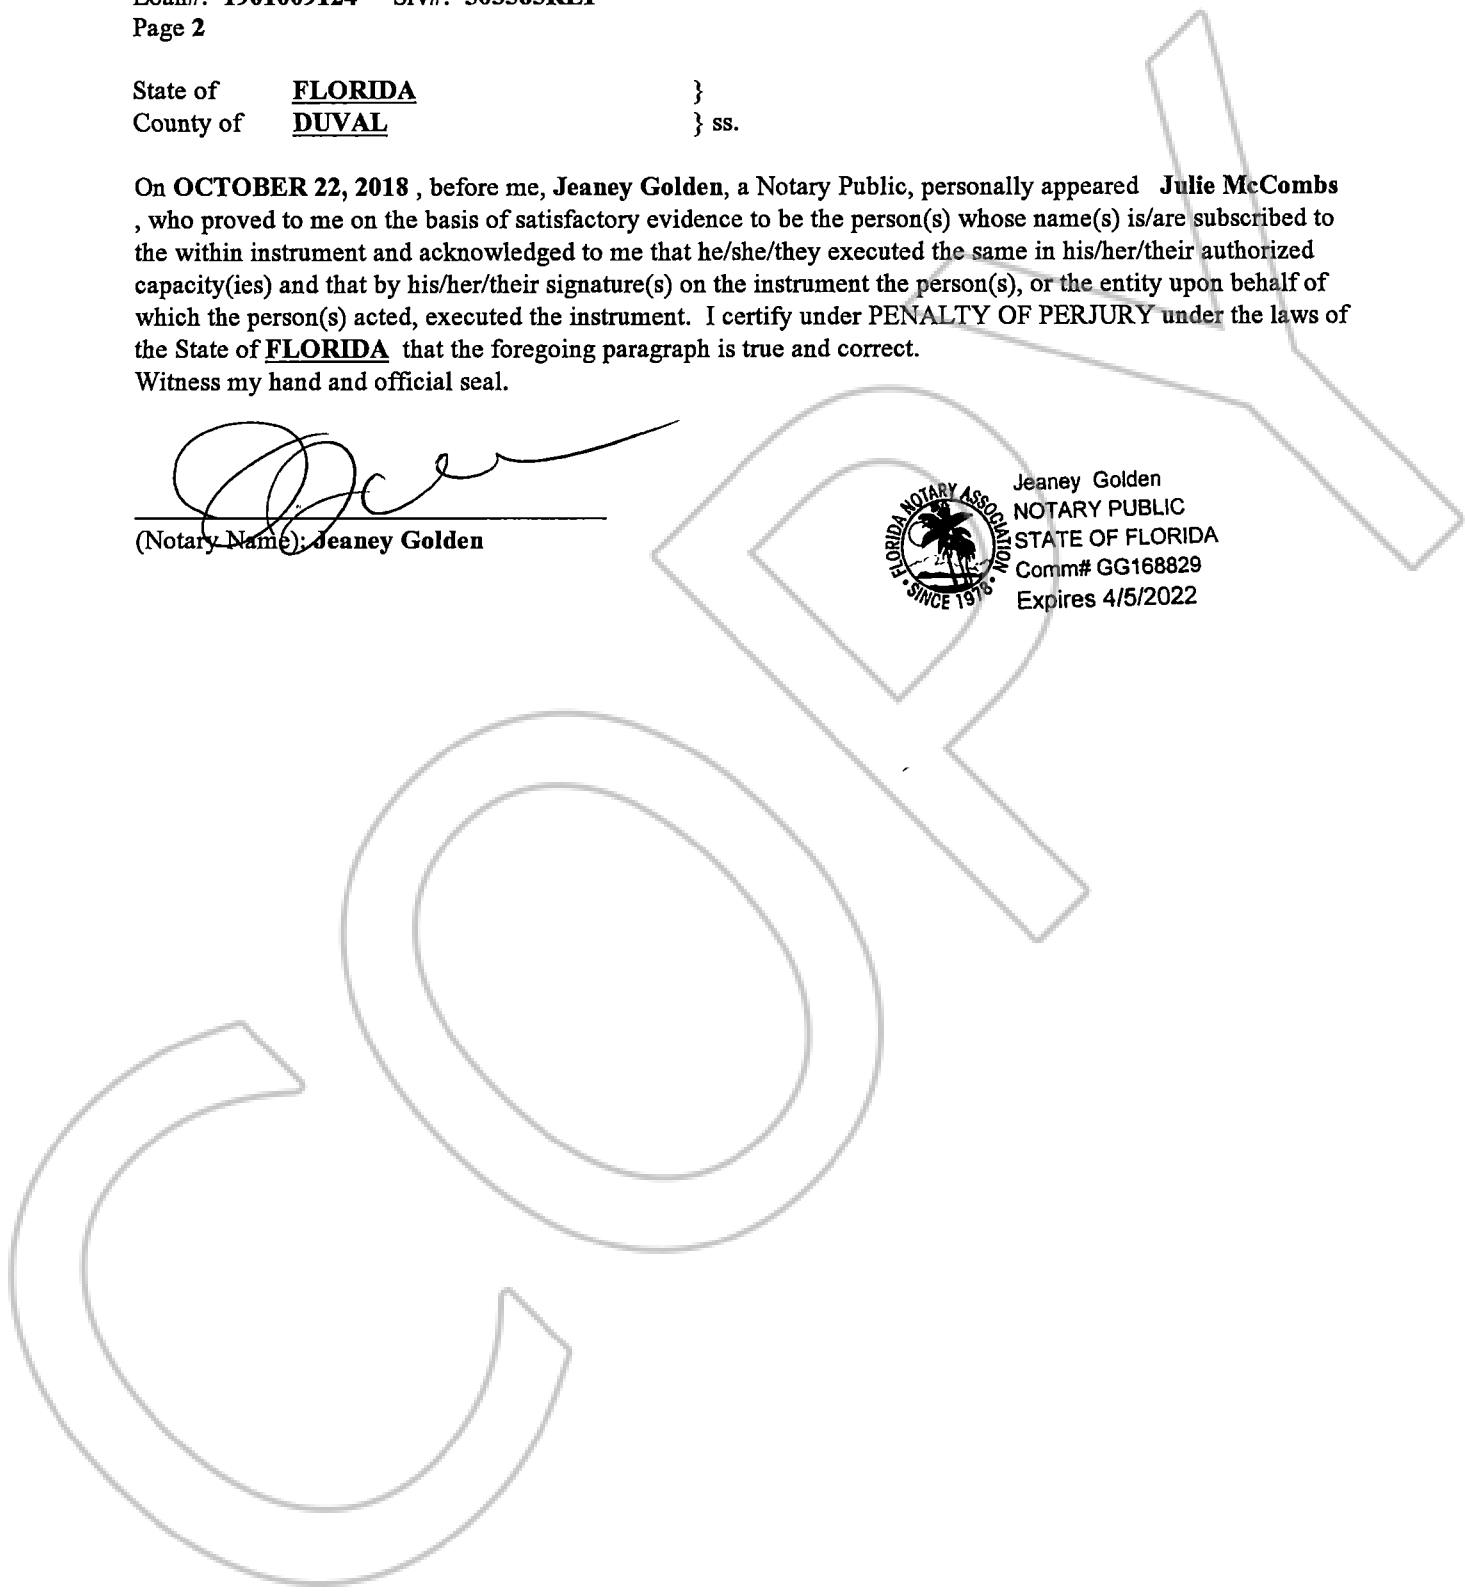 Page 2
State of FLORIDA }
County of DUVAL } ss.
On OCTOBER 22, 2018 , before me, Jeaney Golden, a Notary Public, personally appeared Julie McCombs
, who proved to me on the basis of satisfactory evidence to be the person(s) whose name(s) is/are subscribed to
the within instrument and acknowledged to me that he/she/they executed the same in his/her/their authorized
capacity(ies) and that by his/her/their signature(s) on the instrument the person(s), or the entity upon behalf of
which the person(s) acted, executed the instrument. I certify under PENALTY OF PERJURY under the laws of
the State of FLORIDA that the foregoing paragraph is true and correct.
Witness my hand and official seal.
(Notary Name): Jeaney Golden
FLORIDA NOTARY ASSOCIATION
• SINCE 1978 •
Jeaney Golden
NOTARY PUBLIC
STATE OF FLORIDA
Comm# GG168829
Expires 4/5/2022
COPY